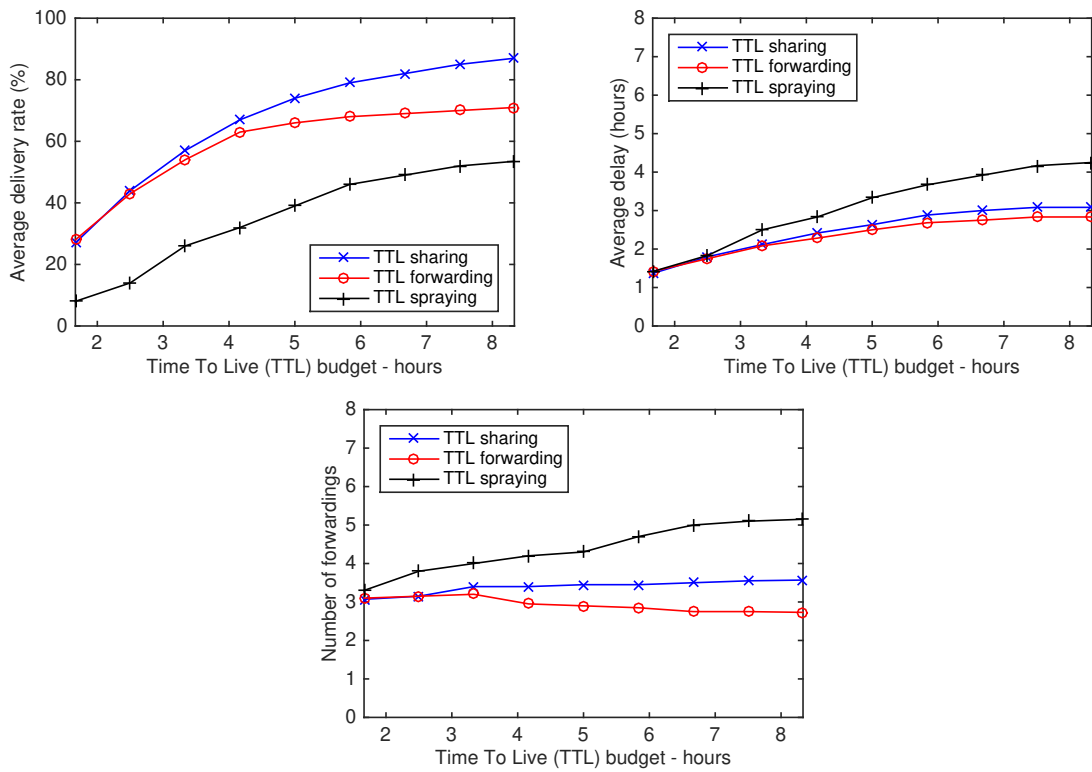 Average delivery rate (%)
100
80
60
40
20
0
TTL sharing
TTL forwarding
TTL spraying
2 3 4 5 6 7 8
Time To Live (TTL) budget - hours
Average delay (hours)
8
7
6
5
4
3
2
1
0
TTL sharing
TTL forwarding
TTL spraying
2 3 4 5 6 7 8
Time To Live (TTL) budget - hours
Number of forwardings
8
7
6
5
4
3
2
1
0
TTL sharing
TTL forwarding
TTL spraying
2 3 4 5 6 7 8
Time To Live (TTL) budget - hours